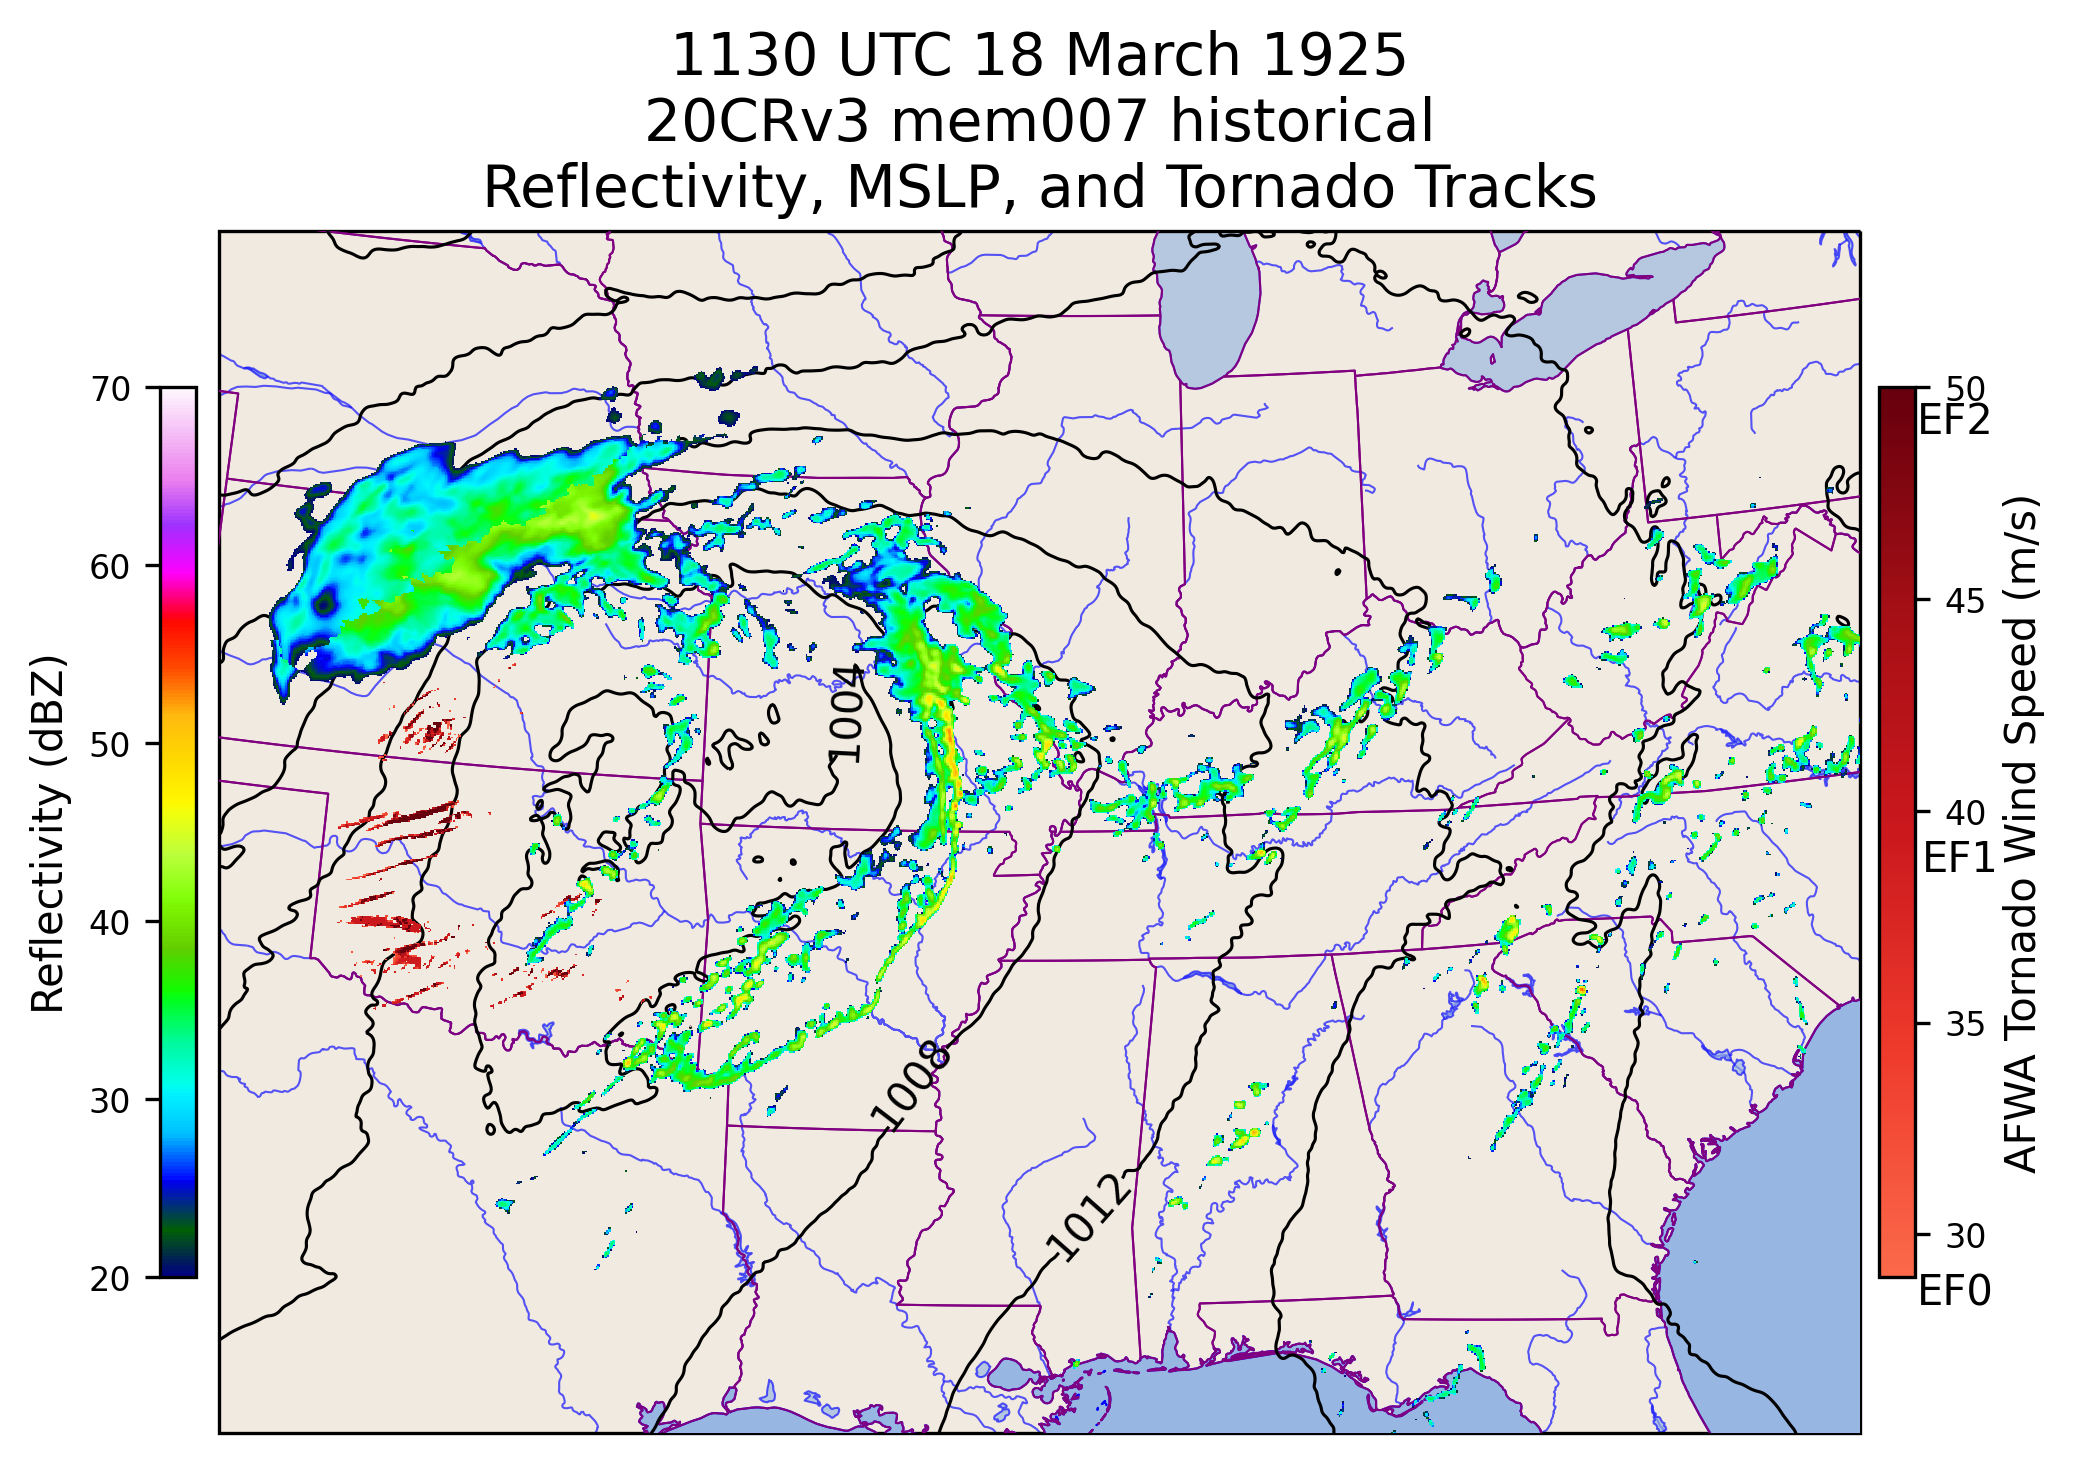 1130 UTC 18 March 1925
20CRv3 mem007 historical
Reflectivity, MSLP, and Tornado Tracks
Reflectivity (dBZ)
70
60
50
40
30
20
1004
1008
1012
50
EF2
45
40
EF1
35
30
EF0
AFWA Tornado Wind Speed (m/s)